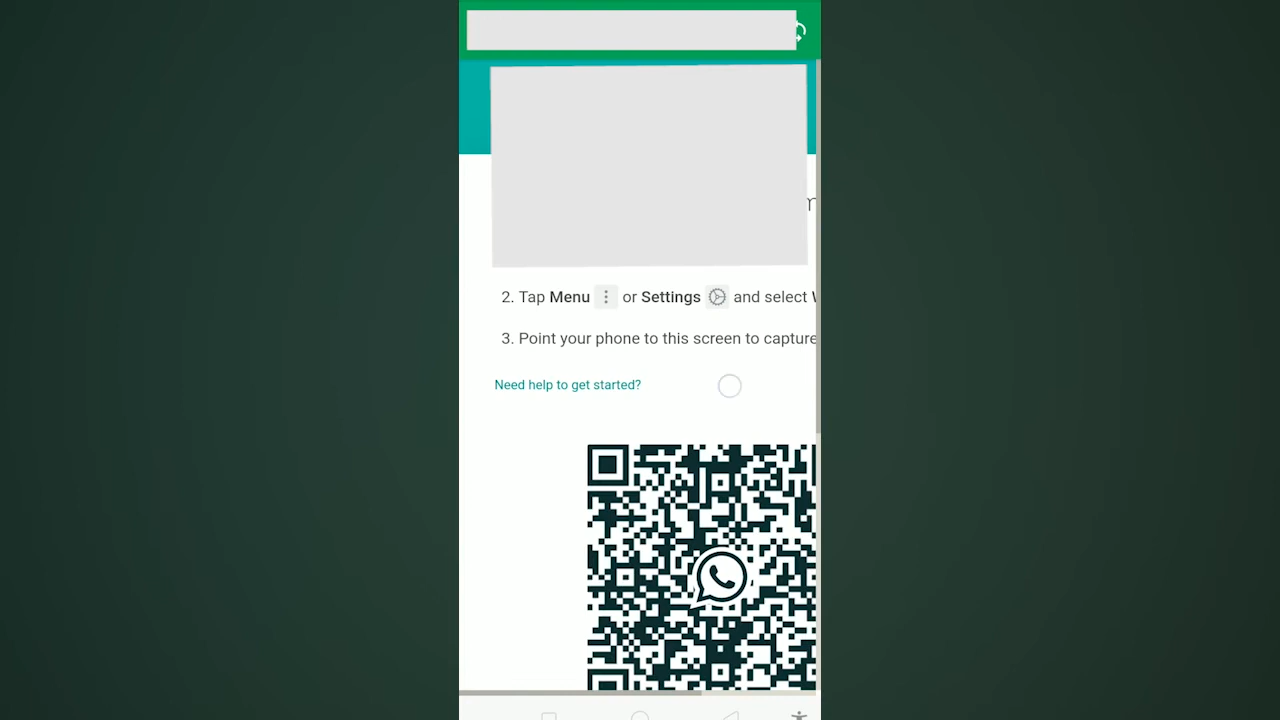 2. Tap Menu or Settings and select
3. Point your phone to this screen to capture
Need help to get started?